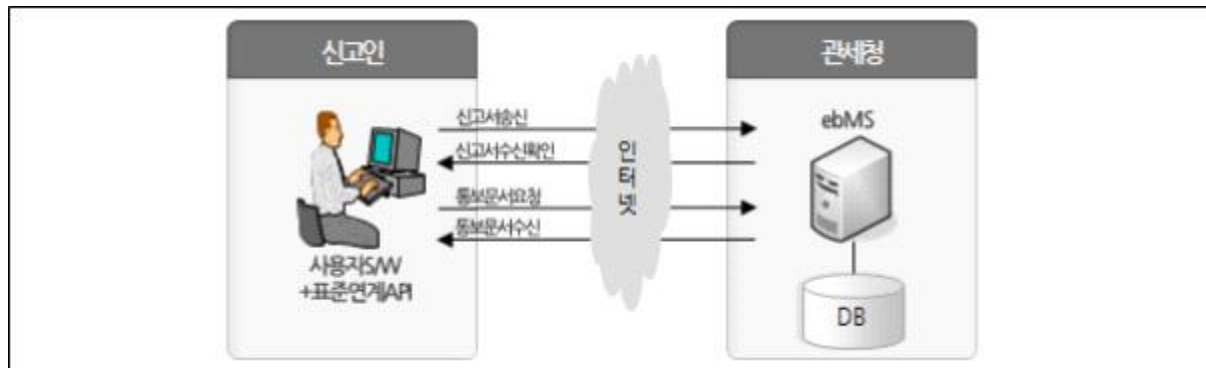 신고인
관세청
신고서송신
신고서수신확인
통보문서요청
통보문서수신
인터넷
ebMS
사용자S/W
+표준연계API
DB